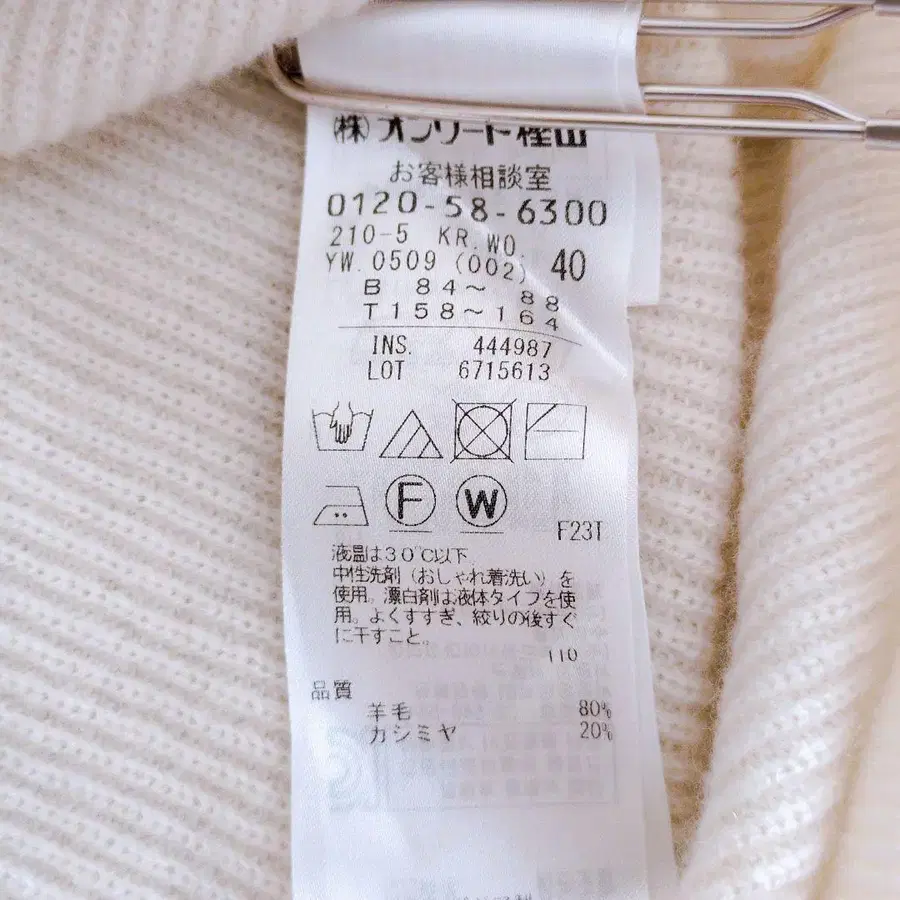 (株)オンワード樫山
お客様相談室
0120-58-6300
210-5 KR.WO.
YW.0509 (002) 40
B 84～88
T158～164
INS. 444987
LOT 6715613
F W
F23T
液温は30℃以下
中性洗剤(おしゃれ着洗い)を
使用。漂白剤は液体タイプを使
用。よくすすぎ、絞りの後すぐ
に干すこと。
110
品質
羊毛 80%
カシミヤ 20%